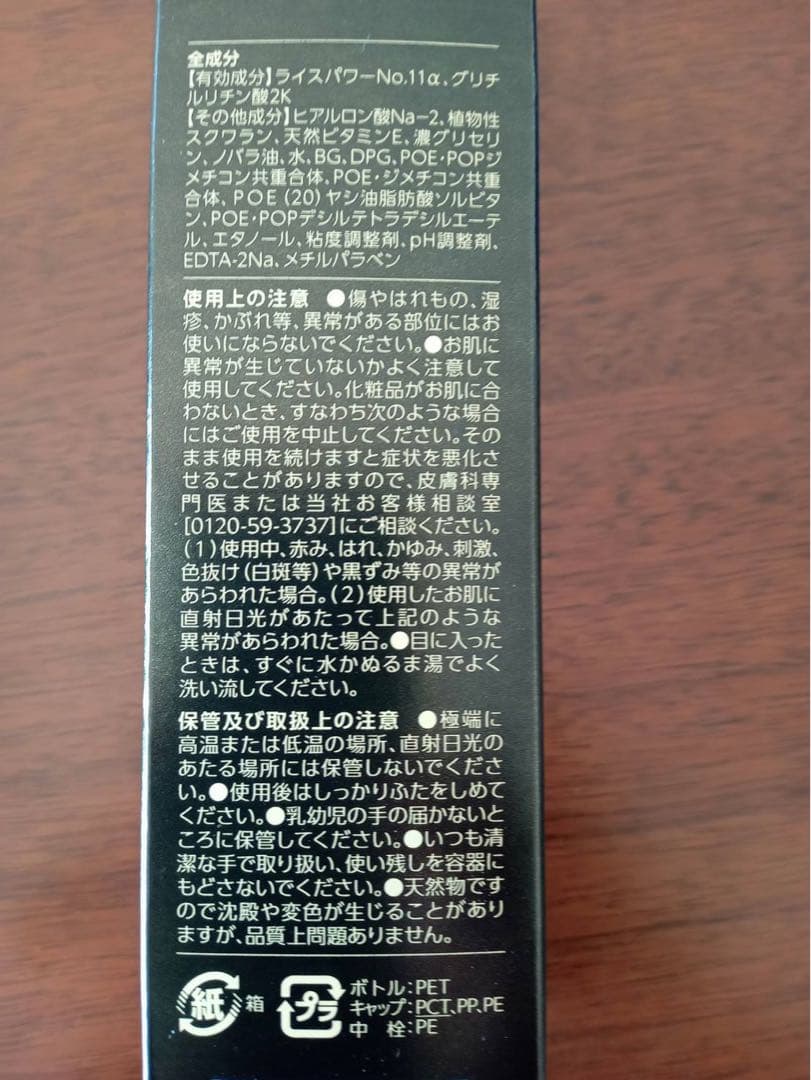 全成分
【有効成分】ライスパワーNo.11α、グリチ
ルリチン酸2K
【その他成分】ヒアルロン酸Na-2、植物性
スクワラン、天然ビタミンE、濃グリセリ
ン、ノバラ油、水、BG、DPG、POE・POPジ
メチコン共重合体、POE・ジメチコン共重
合体、POE(20)ヤシ油脂肪酸ソルビタ
ン、POE・POPデシルテトラデシルエーテ
ル、エタノール、粘度調整剤、pH調整剤、
EDTA-2Na、メチルパラベン
使用上の注意 ●傷やはれもの、湿
疹、かぶれ等、異常がある部位にはお
使いにならないでください。●お肌に
異常が生じていないかよく注意して
使用してください。化粧品がお肌に合
わないとき、すなわち次のような場合
にはご使用を中止してください。その
まま使用を続けますと症状を悪化さ
せることがありますので、皮膚科専
門医または当社お客様相談室
[0120-59-3737]にご相談ください。
(1)使用中、赤み、はれ、かゆみ、刺激、
色抜け(白斑等)や黒ずみ等の異常が
あらわれた場合。(2)使用したお肌に
直射日光があたって上記のような
異常があらわれた場合。●目に入った
ときは、すぐに水かぬるま湯でよく
洗い流してください。
保管及び取扱上の注意 ●極端に
高温または低温の場所、直射日光の
あたる場所には保管しないでくださ
い。●使用後はしっかりふたをしめて
ください。●乳幼児の手の届かないと
ころに保管してください。●いつも清
潔な手で取り扱い、使い残しを容器に
もどさないでください。●天然物です
ので沈殿や変色が生じることがあり
ますが、品質上問題ありません。
紙 箱
プラ ボトル:PET
キャップ:PCT、PP、PE
中 栓:PE